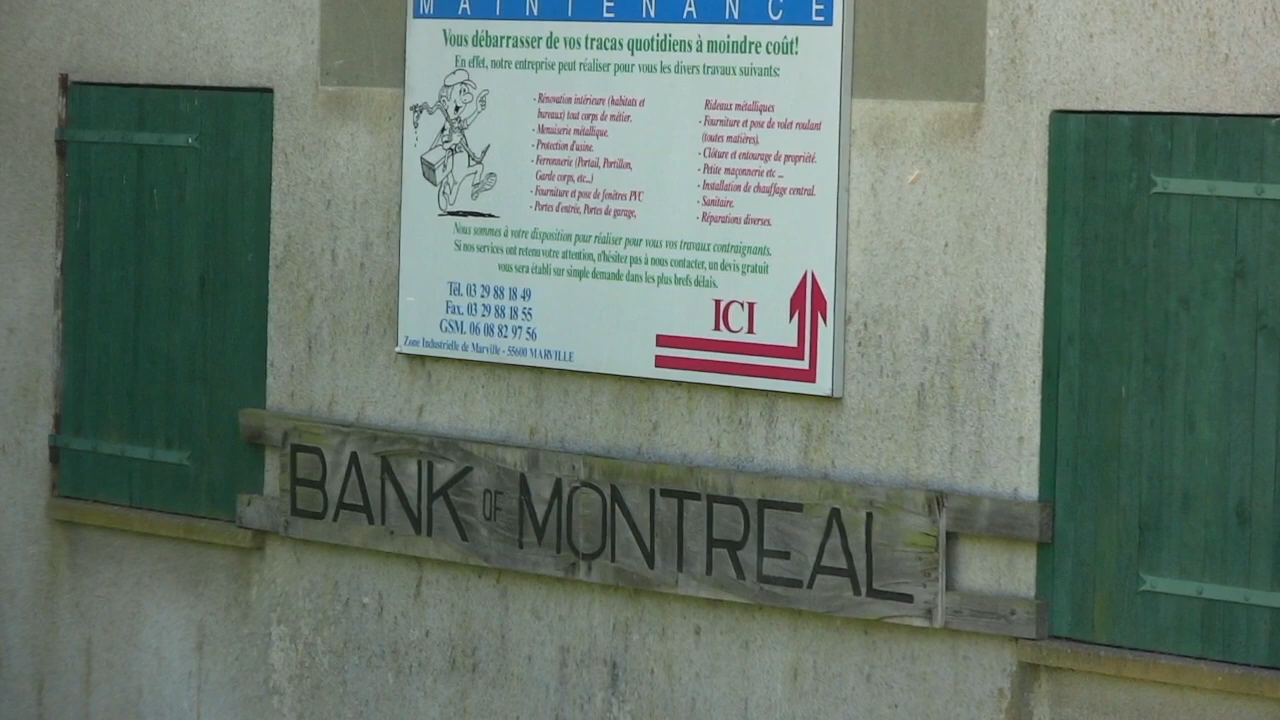 MAINTENANCE
Vous débarrasser de vos tracas quotidiens à moindre coût!
En effet, notre entreprise peut réaliser pour vous les divers travaux suivants:
- Rénovation intérieure (habitats et
bureaux) tout corps de métier.
- Menuiserie métallique.
- Protection d'usine.
- Ferronnerie (Portail, Portillon,
Garde corps, etc...)
- Fourniture et pose de fenêtres PVC
- Portes d'entrée, Portes de garage,
Rideaux métalliques
- Fourniture et pose de volet roulant
(toutes matières).
- Clôture et entourage de propriété.
- Petite maçonnerie etc ...
- Installation de chauffage central.
- Sanitaire.
- Réparations diverses.
Nous sommes à votre disposition pour réaliser pour vous vos travaux contraignants.
Si nos services ont retenu votre attention, n'hésitez pas à nous contacter, un devis gratuit
vous sera établi sur simple demande dans les plus brefs délais.
Tél. 03 29 88 18 49
Fax. 03 29 88 18 55
GSM. 06 08 82 97 56
Zone Industrielle de Marville - 55600 MARVILLE
ICI
BANK OF MONTREAL